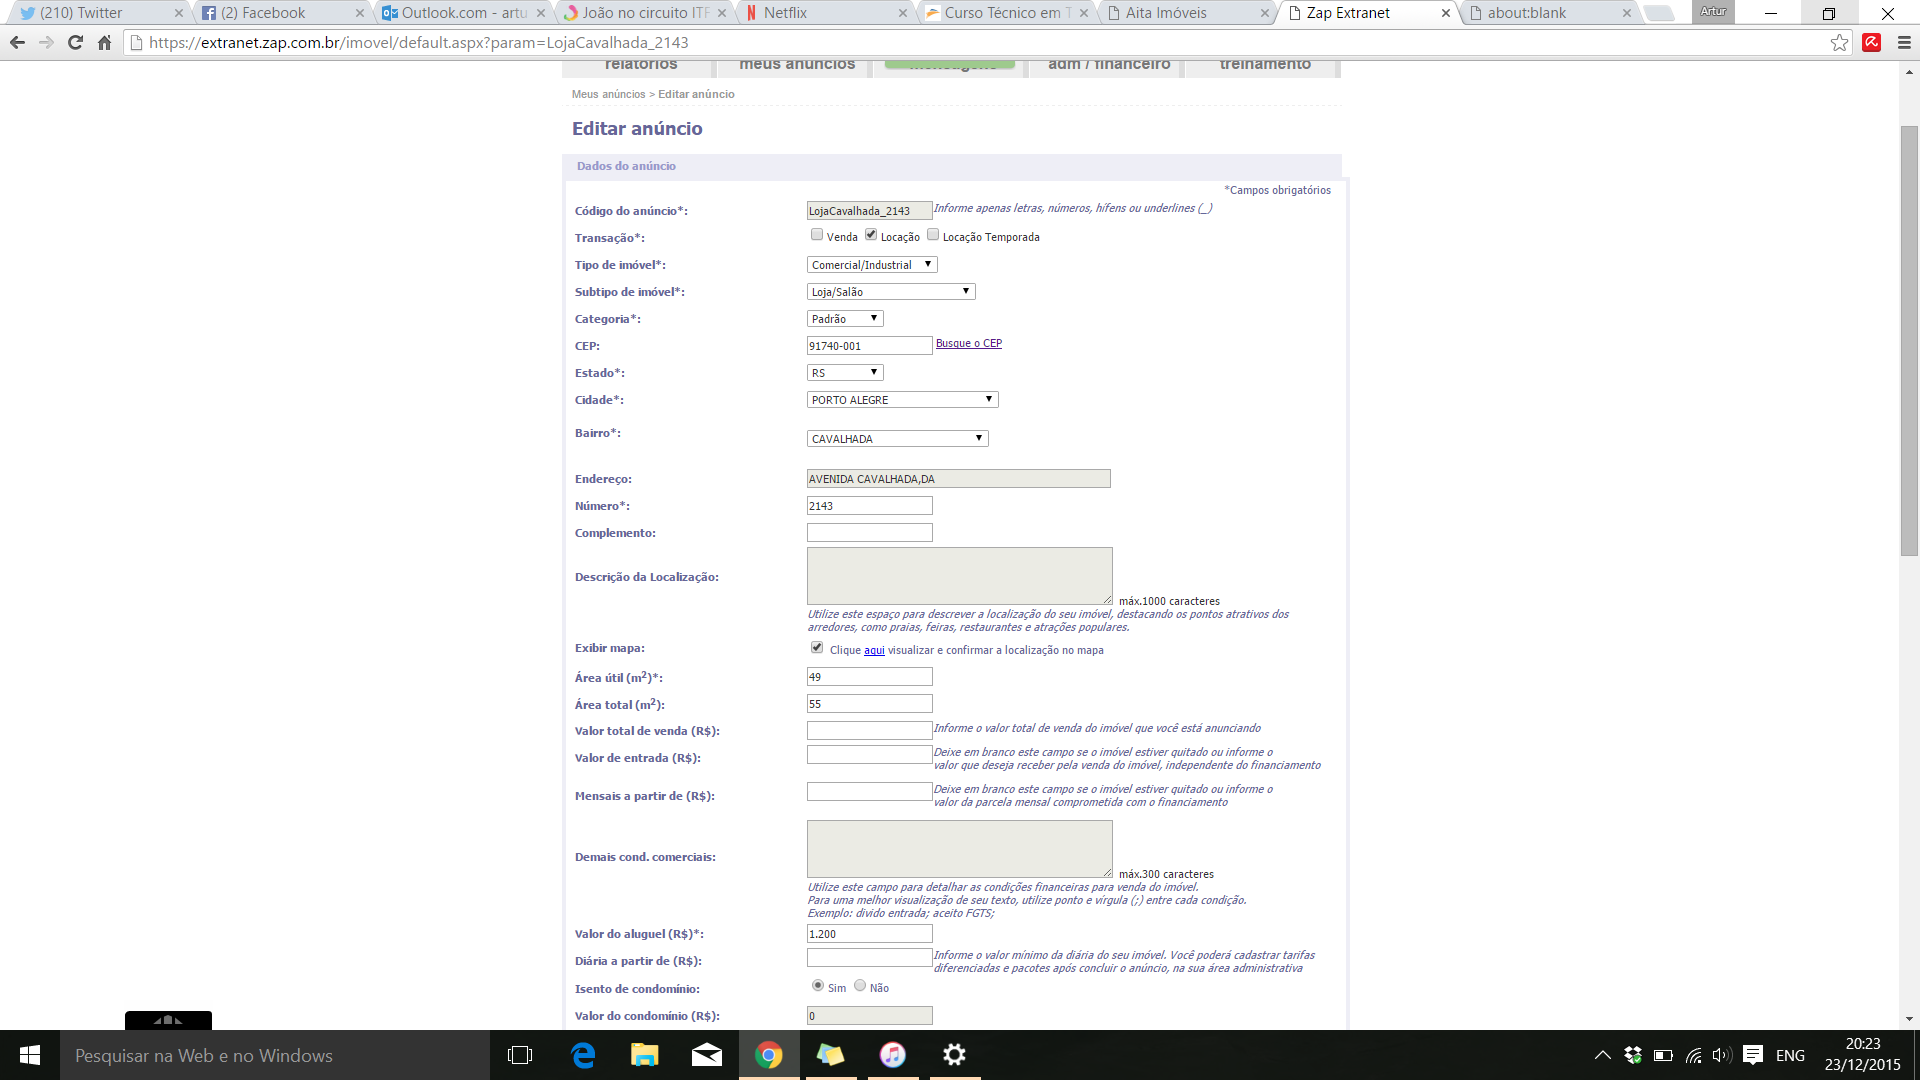 (210) Twitter
(2) Facebook
Outlook.com - artu
João no circuito ITF
Netflix
Curso Técnico em T
Aita Imóveis
Zap Extranet
about:blank
Artur
https://extranet.zap.com.br/imovel/default.aspx?param=LojaCavalhada_2143
relatórios meus anúncios mensagens adm / financeiro treinamento
Meus anúncios > Editar anúncio
Editar anúncio
Dados do anúncio
*Campos obrigatórios
Código do anúncio*: LojaCavalhada_2143 Informe apenas letras, números, hífens ou underlines (_)
Transação*: Venda Locação Locação Temporada
Tipo de imóvel*: Comercial/Industrial
Subtipo de imóvel*: Loja/Salão
Categoria*: Padrão
CEP: 91740-001 Busque o CEP
Estado*: RS
Cidade*: PORTO ALEGRE
Bairro*: CAVALHADA
Endereço: AVENIDA CAVALHADA,DA
Número*: 2143
Complemento:
Descrição da Localização: máx.1000 caracteres
Utilize este espaço para descrever a localização do seu imóvel, destacando os pontos atrativos dos
arredores, como praias, feiras, restaurantes e atrações populares.
Exibir mapa: Clique aqui visualizar e confirmar a localização no mapa
Área útil (m2)*: 49
Área total (m2): 55
Valor total de venda (R$): Informe o valor total de venda do imóvel que você está anunciando
Valor de entrada (R$): Deixe em branco este campo se o imóvel estiver quitado ou informe o
valor que deseja receber pela venda do imóvel, independente do financiamento
Mensais a partir de (R$): Deixe em branco este campo se o imóvel estiver quitado ou informe o
valor da parcela mensal comprometida com o financiamento
Demais cond. comerciais: máx.300 caracteres
Utilize este campo para detalhar as condições financeiras para venda do imóvel.
Para uma melhor visualização de seu texto, utilize ponto e vírgula (;) entre cada condição.
Exemplo: divido entrada; aceito FGTS;
Valor do aluguel (R$)*: 1.200
Diária a partir de (R$): Informe o valor mínimo da diária do seu imóvel. Você poderá cadastrar tarifas
diferenciadas e pacotes após concluir o anúncio, na sua área administrativa
Isento de condomínio: Sim Não
Valor do condomínio (R$): 0
Pesquisar na Web e no Windows
ENG
20:23
23/12/2015